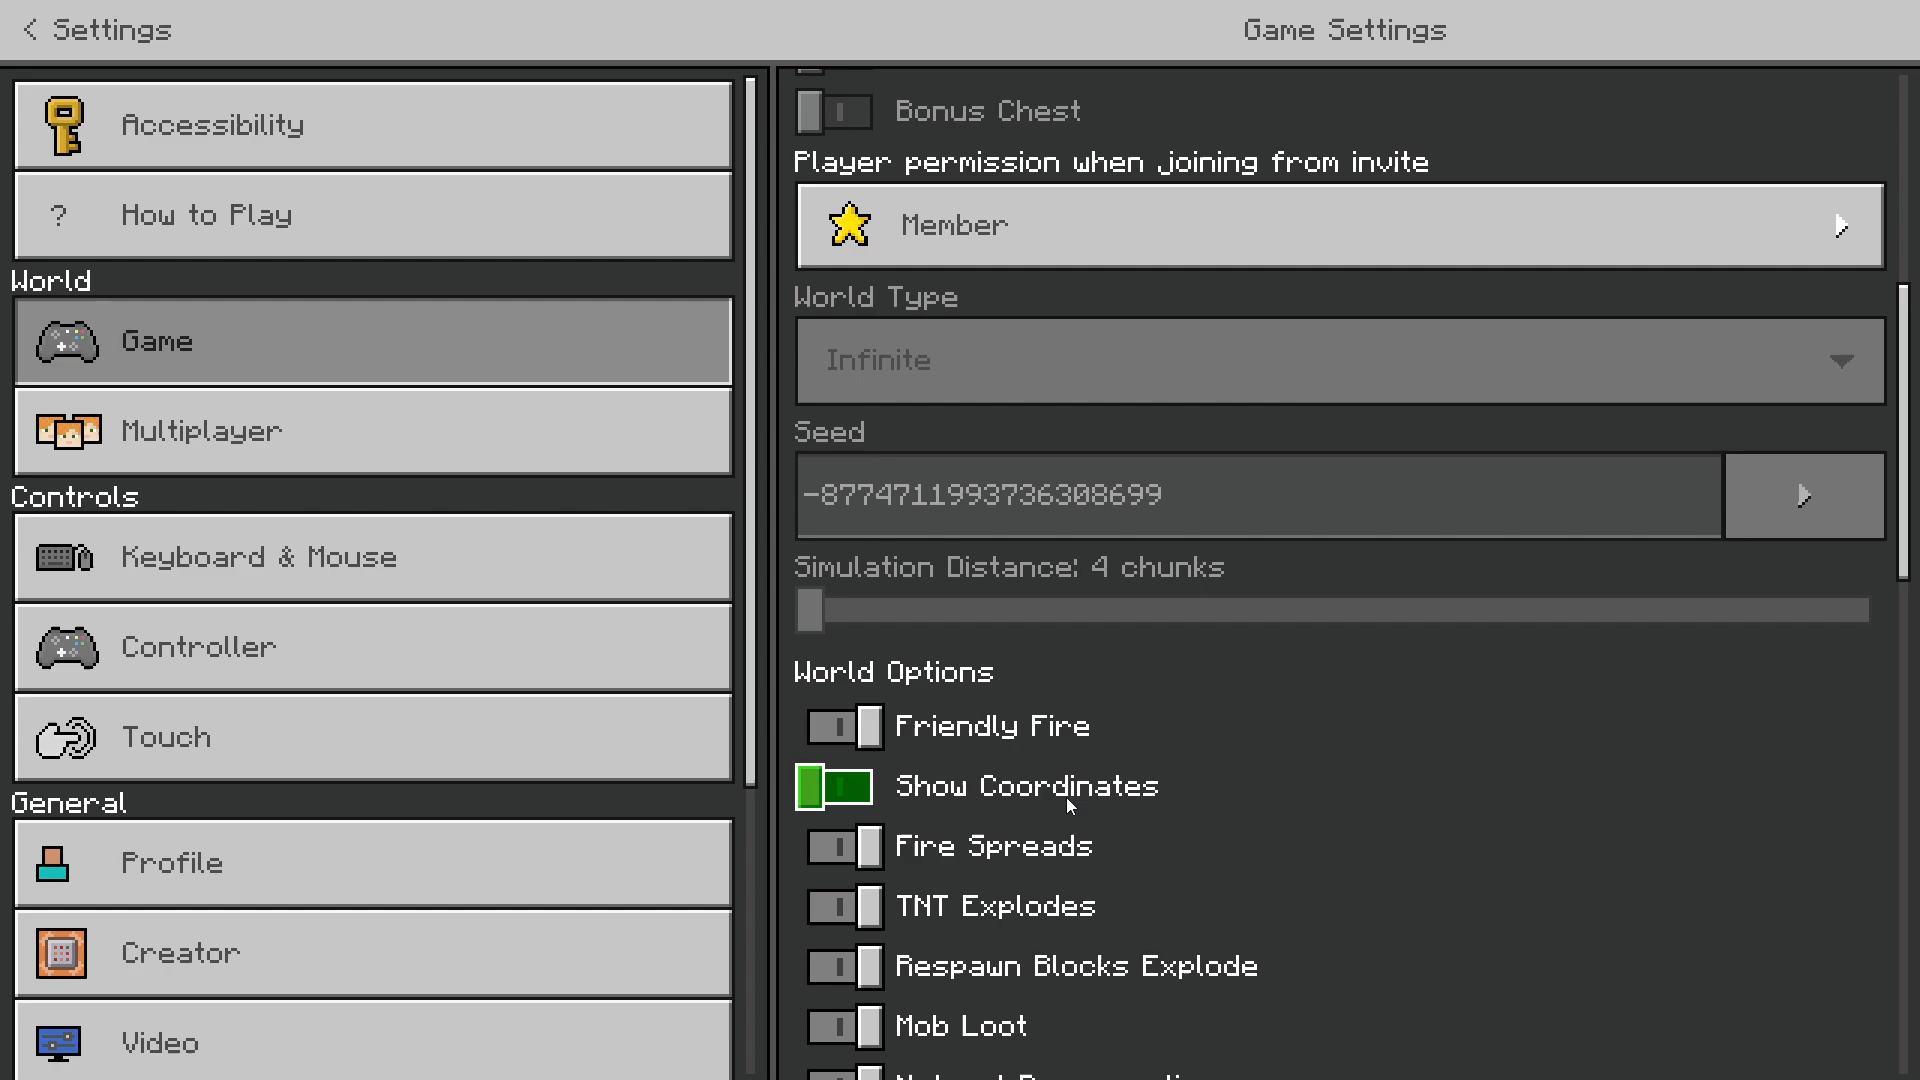 Settings
Game Settings
Accessibility
? How to Play
World
Game
Multiplayer
Controls
Keyboard & Mouse
Controller
Touch
General
Profile
Creator
Video
Bonus Chest
Player permission when joining from invite
Member
World Type
Infinite
Seed
-8774711993736308699
Simulation Distance: 4 chunks
World Options
Friendly Fire
Show Coordinates
Fire Spreads
TNT Explodes
Respawn Blocks Explode
Mob Loot